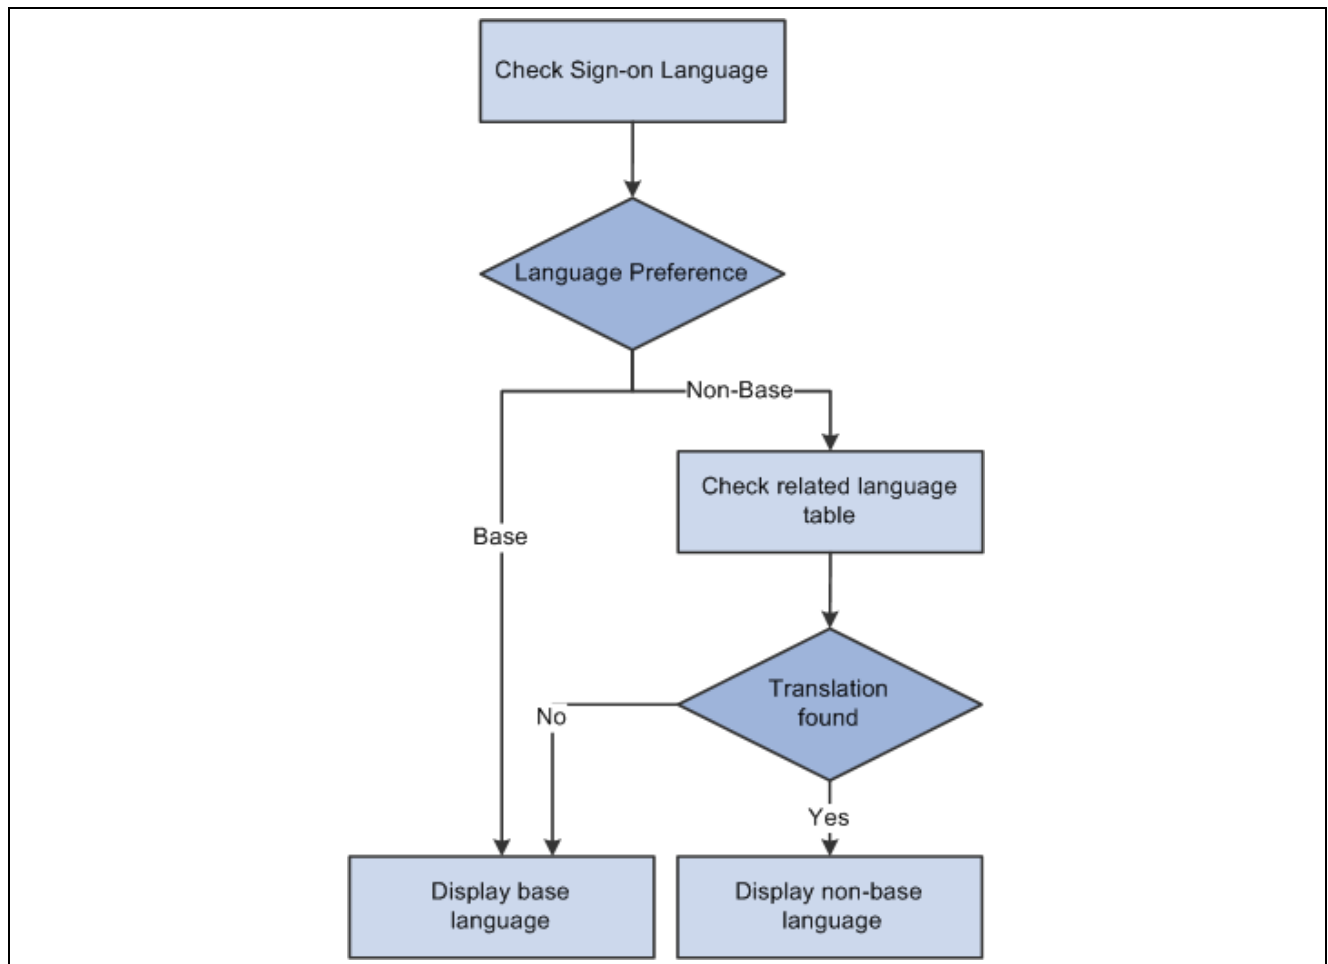 Check Sign-on Language
Language Preference
Non-Base
Check related language
table
Base
Translation
found
No
Yes
Display base
language
Display non-base
language